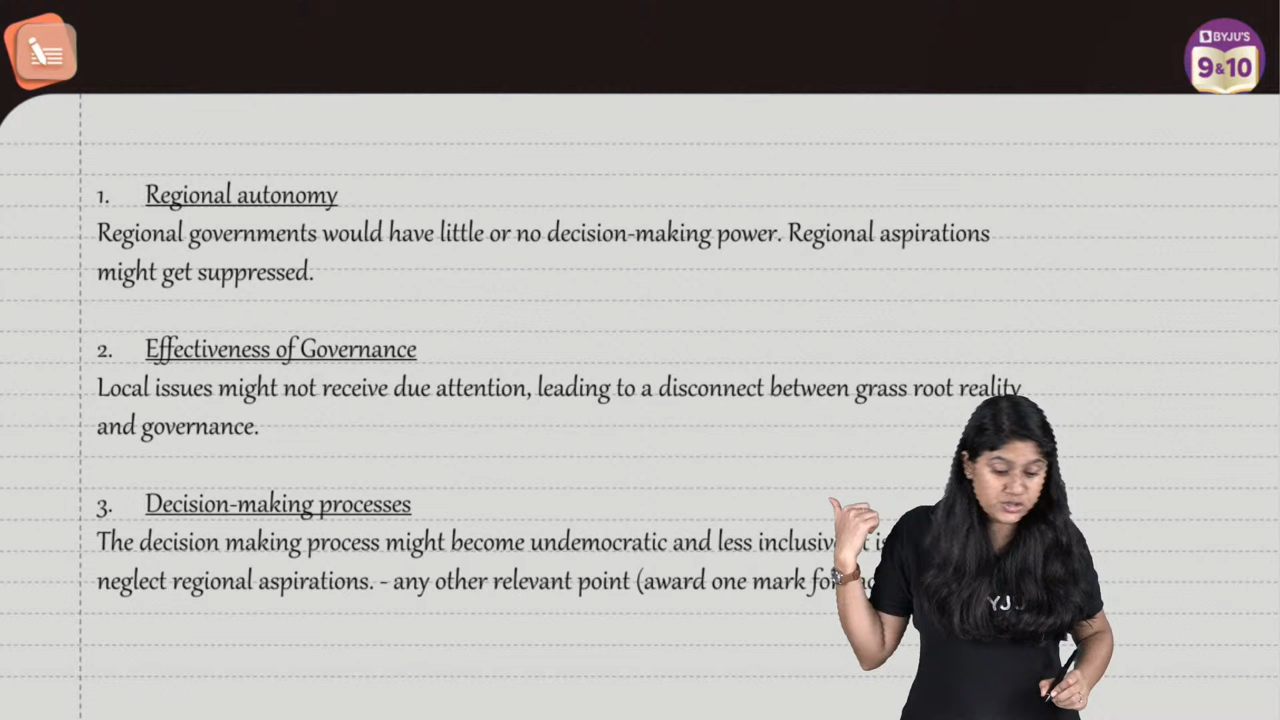 BYJU'S
9&10
1. Regional autonomy
Regional governments would have little or no decision-making power. Regional aspirations
might get suppressed.
2. Effectiveness of Governance
Local issues might not receive due attention, leading to a disconnect between grass root reality
and governance.
3. Decision-making processes
The decision making process might become undemocratic and less inclusive
neglect regional aspirations. - any other relevant point (award one mark for